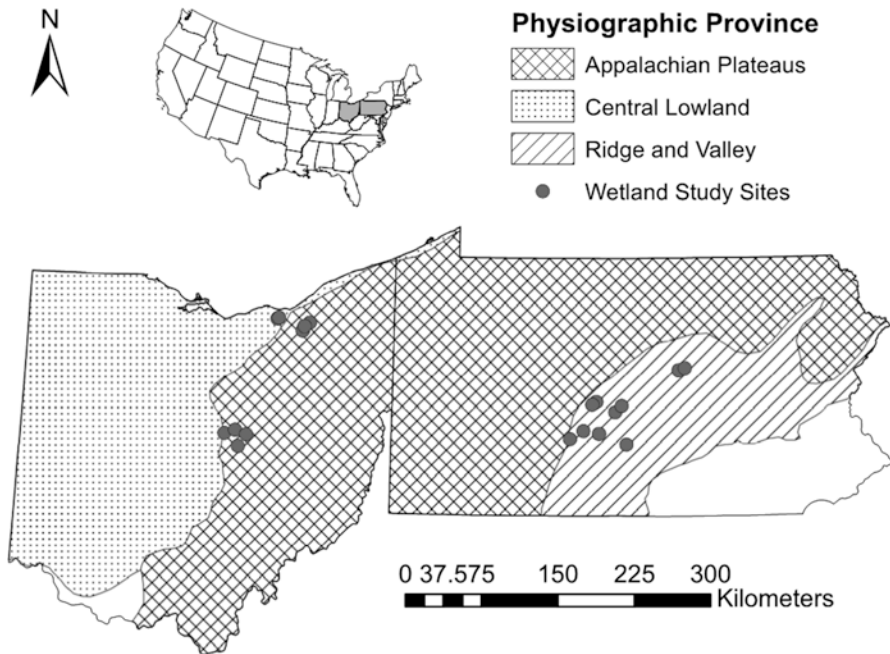 N
Physiographic Province
Appalachian Plateaus
Central Lowland
Ridge and Valley
Wetland Study Sites
0 37.575 150 225 300
Kilometers